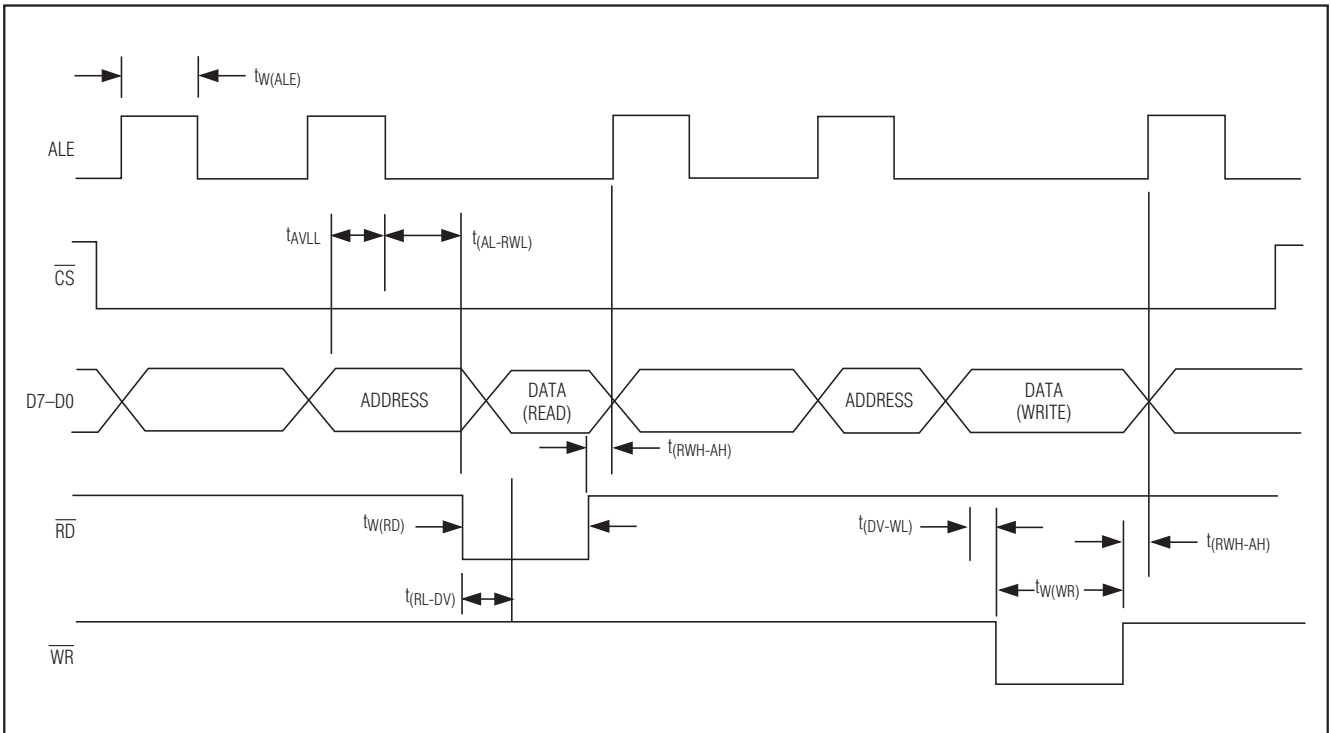 tW(ALE)
ALE
tAVLL
t(AL-RWL)
CS
D7–D0
ADDRESS
DATA
(READ)
ADDRESS
DATA
(WRITE)
t(RWH-AH)
RD
tW(RD)
t(DV-WL)
t(RWH-AH)
t(RL-DV)
tW(WR)
WR